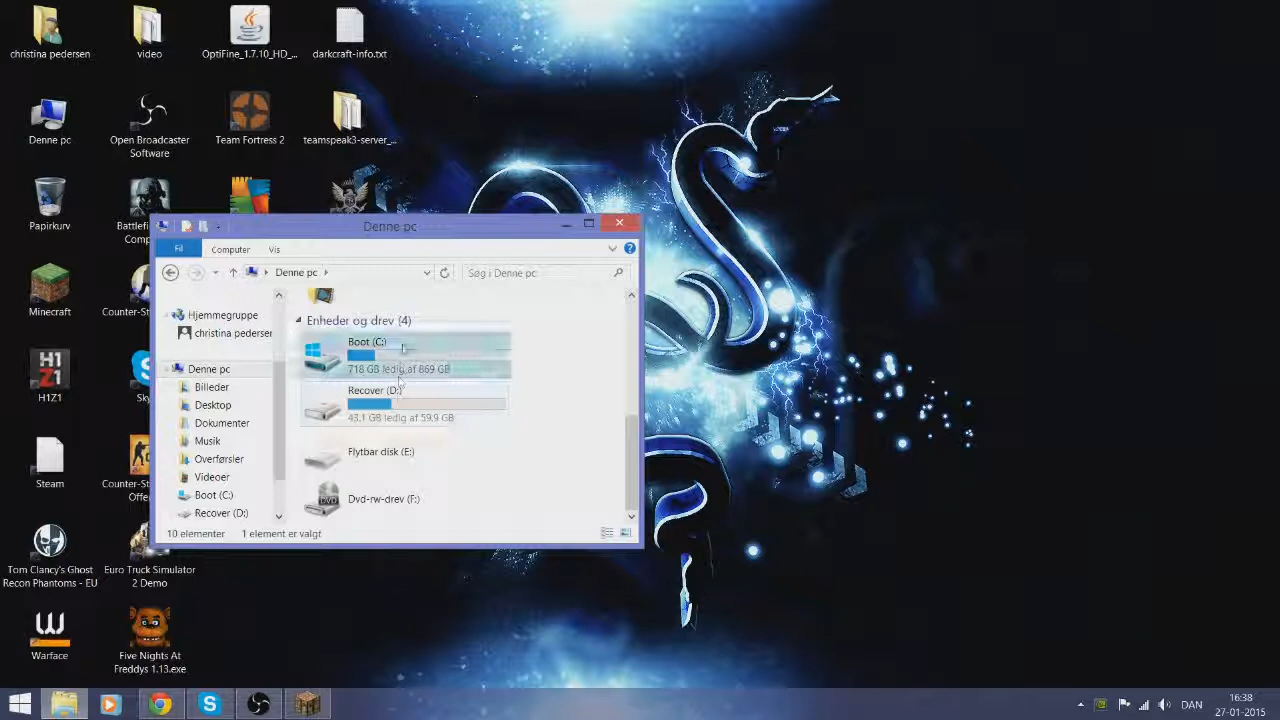 christina pedersen
video
OptiFine_1.7.10_HD_...
darkcraft-info.txt
Denne pc
Open Broadcaster
Software
Team Fortress 2
teamspeak3-server_...
Papirkurv
Battlefi
Comp
Minecraft
Counter-St
H1Z1
H1Z1
Sky
Steam
Counter-St
Offe
Tom Clancy's Ghost
Recon Phantoms - EU
Euro Truck Simulator
2 Demo
Warface
Five Nights At
Freddys 1.13.exe
Denne pc
Fil
Computer
Vis
Denne pc
Søg i Denne pc
Hjemmegruppe
christina pedersen
Denne pc
Billeder
Desktop
Dokumenter
Musik
Overførsler
Videoer
Boot (C:)
Recover (D:)
Enheder og drev (4)
Boot (C:)
718 GB ledig af 869 GB
Recover (D:)
43.1 GB ledig af 59.9 GB
Flytbar disk (E:)
DVD
Dvd-rw-drev (F:)
10 elementer
1 element er valgt
DAN
16:38
27-01-2015